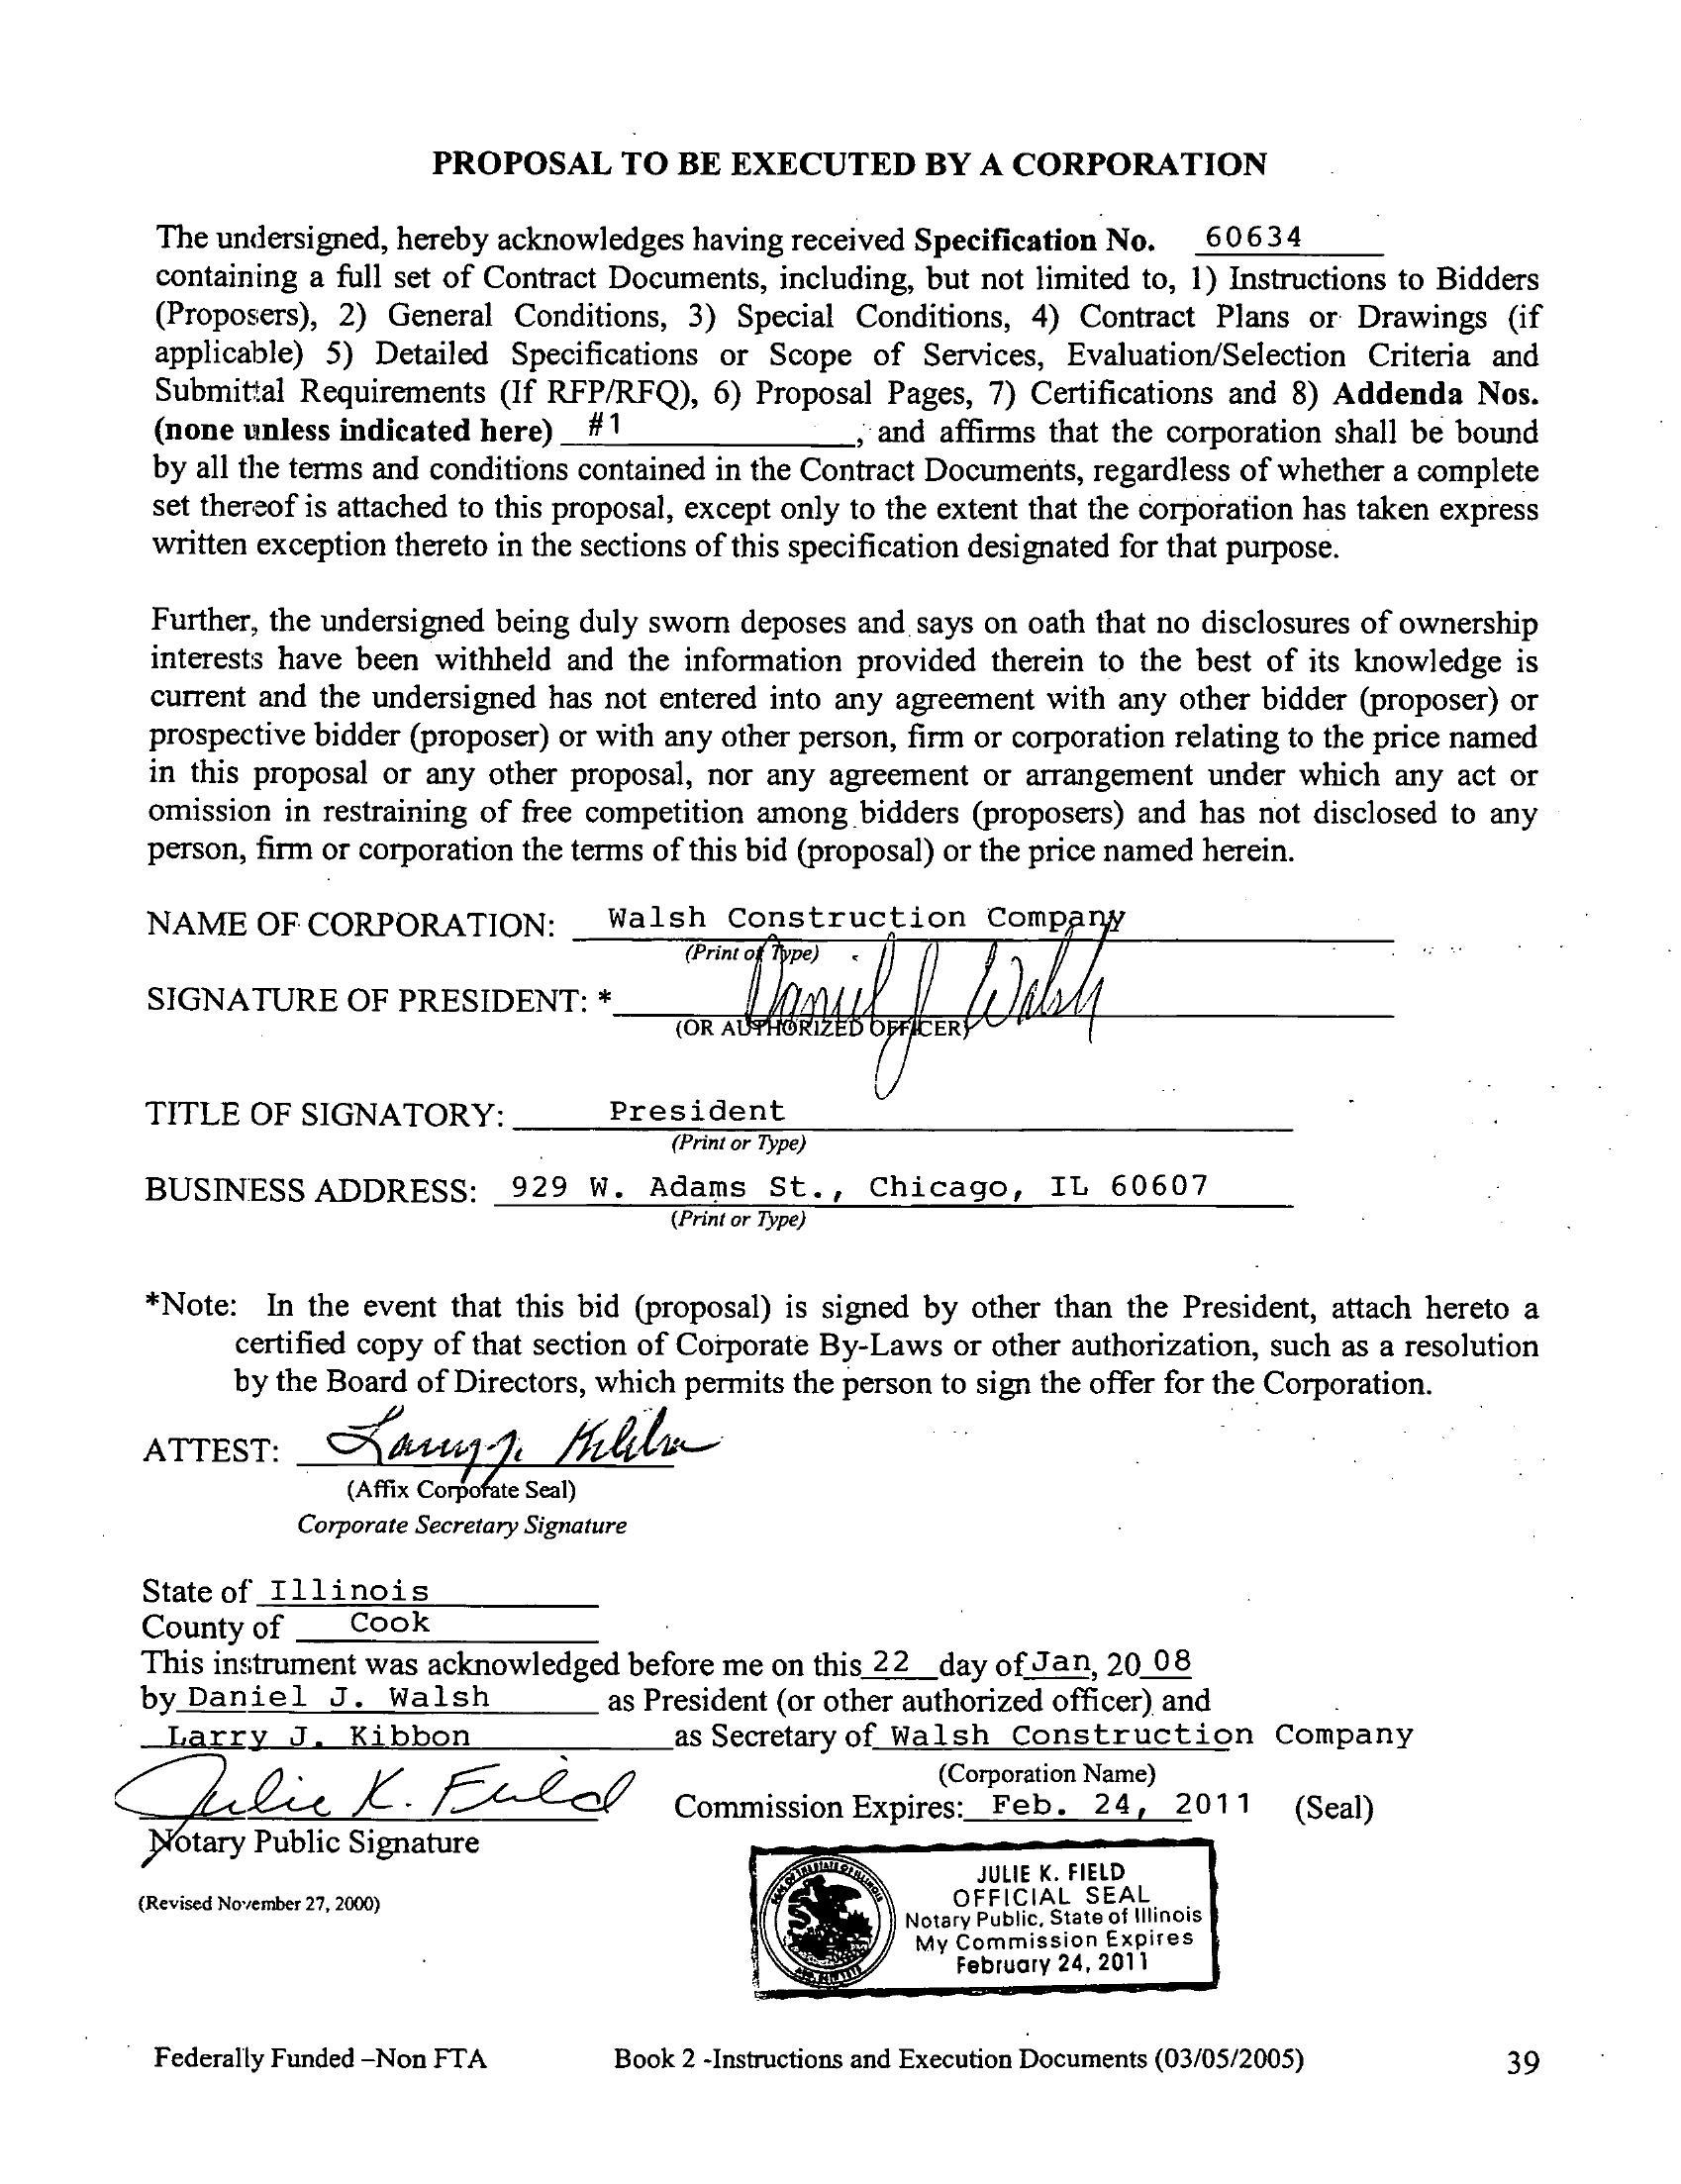 PROPOSAL TO BE EXECUTED BY A CORPORATION
The undersigned, hereby acknowledges having received Specification No. 60634
containing a full set of Contract Documents, including, but not limited to, 1) Instructions to Bidders
(Proposers), 2) General Conditions, 3) Special Conditions, 4) Contract Plans or Drawings (if
applicable) 5) Detailed Specifications or Scope of Services, Evaluation/Selection Criteria and
Submittal Requirements (If RFP/RFQ), 6) Proposal Pages, 7) Certifications and 8) Addenda Nos.
(none unless indicated here) #1, and affirms that the corporation shall be bound
by all the terms and conditions contained in the Contract Documents, regardless of whether a complete
set thereof is attached to this proposal, except only to the extent that the corporation has taken express
written exception thereto in the sections of this specification designated for that purpose.
Further, the undersigned being duly sworn deposes and says on oath that no disclosures of ownership
interests have been withheld and the information provided therein to the best of its knowledge is
current and the undersigned has not entered into any agreement with any other bidder (proposer) or
prospective bidder (proposer) or with any other person, firm or corporation relating to the price named
in this proposal or any other proposal, nor any agreement or arrangement under which any act or
omission in restraining of free competition among bidders (proposers) and has not disclosed to any
person, firm or corporation the terms of this bid (proposal) or the price named herein.
NAME OF CORPORATION: Walsh Construction Company
(Print or Type)
SIGNATURE OF PRESIDENT: * Daniel J Walsh
(OR AUTHORIZED OFFICER)
TITLE OF SIGNATORY: President
(Print or Type)
BUSINESS ADDRESS: 929 W. Adams St., Chicago, IL 60607
(Print or Type)
*Note: In the event that this bid (proposal) is signed by other than the President, attach hereto a
certified copy of that section of Corporate By-Laws or other authorization, such as a resolution
by the Board of Directors, which permits the person to sign the offer for the Corporation.
ATTEST: Larry J. Kibbon
(Affix Corporate Seal)
Corporate Secretary Signature
State of Illinois
County of Cook
This instrument was acknowledged before me on this 22 day of Jan, 20 08
by Daniel J. Walsh as President (or other authorized officer) and
Larry J. Kibbon as Secretary of Walsh Construction Company
(Corporation Name)
Julie K. Field Commission Expires: Feb. 24, 2011 (Seal)
Notary Public Signature
JULIE K. FIELD
OFFICIAL SEAL
Notary Public, State of Illinois
My Commission Expires
February 24, 2011
(Revised November 27, 2000)
Federally Funded –Non FTA Book 2 -Instructions and Execution Documents (03/05/2005) 39